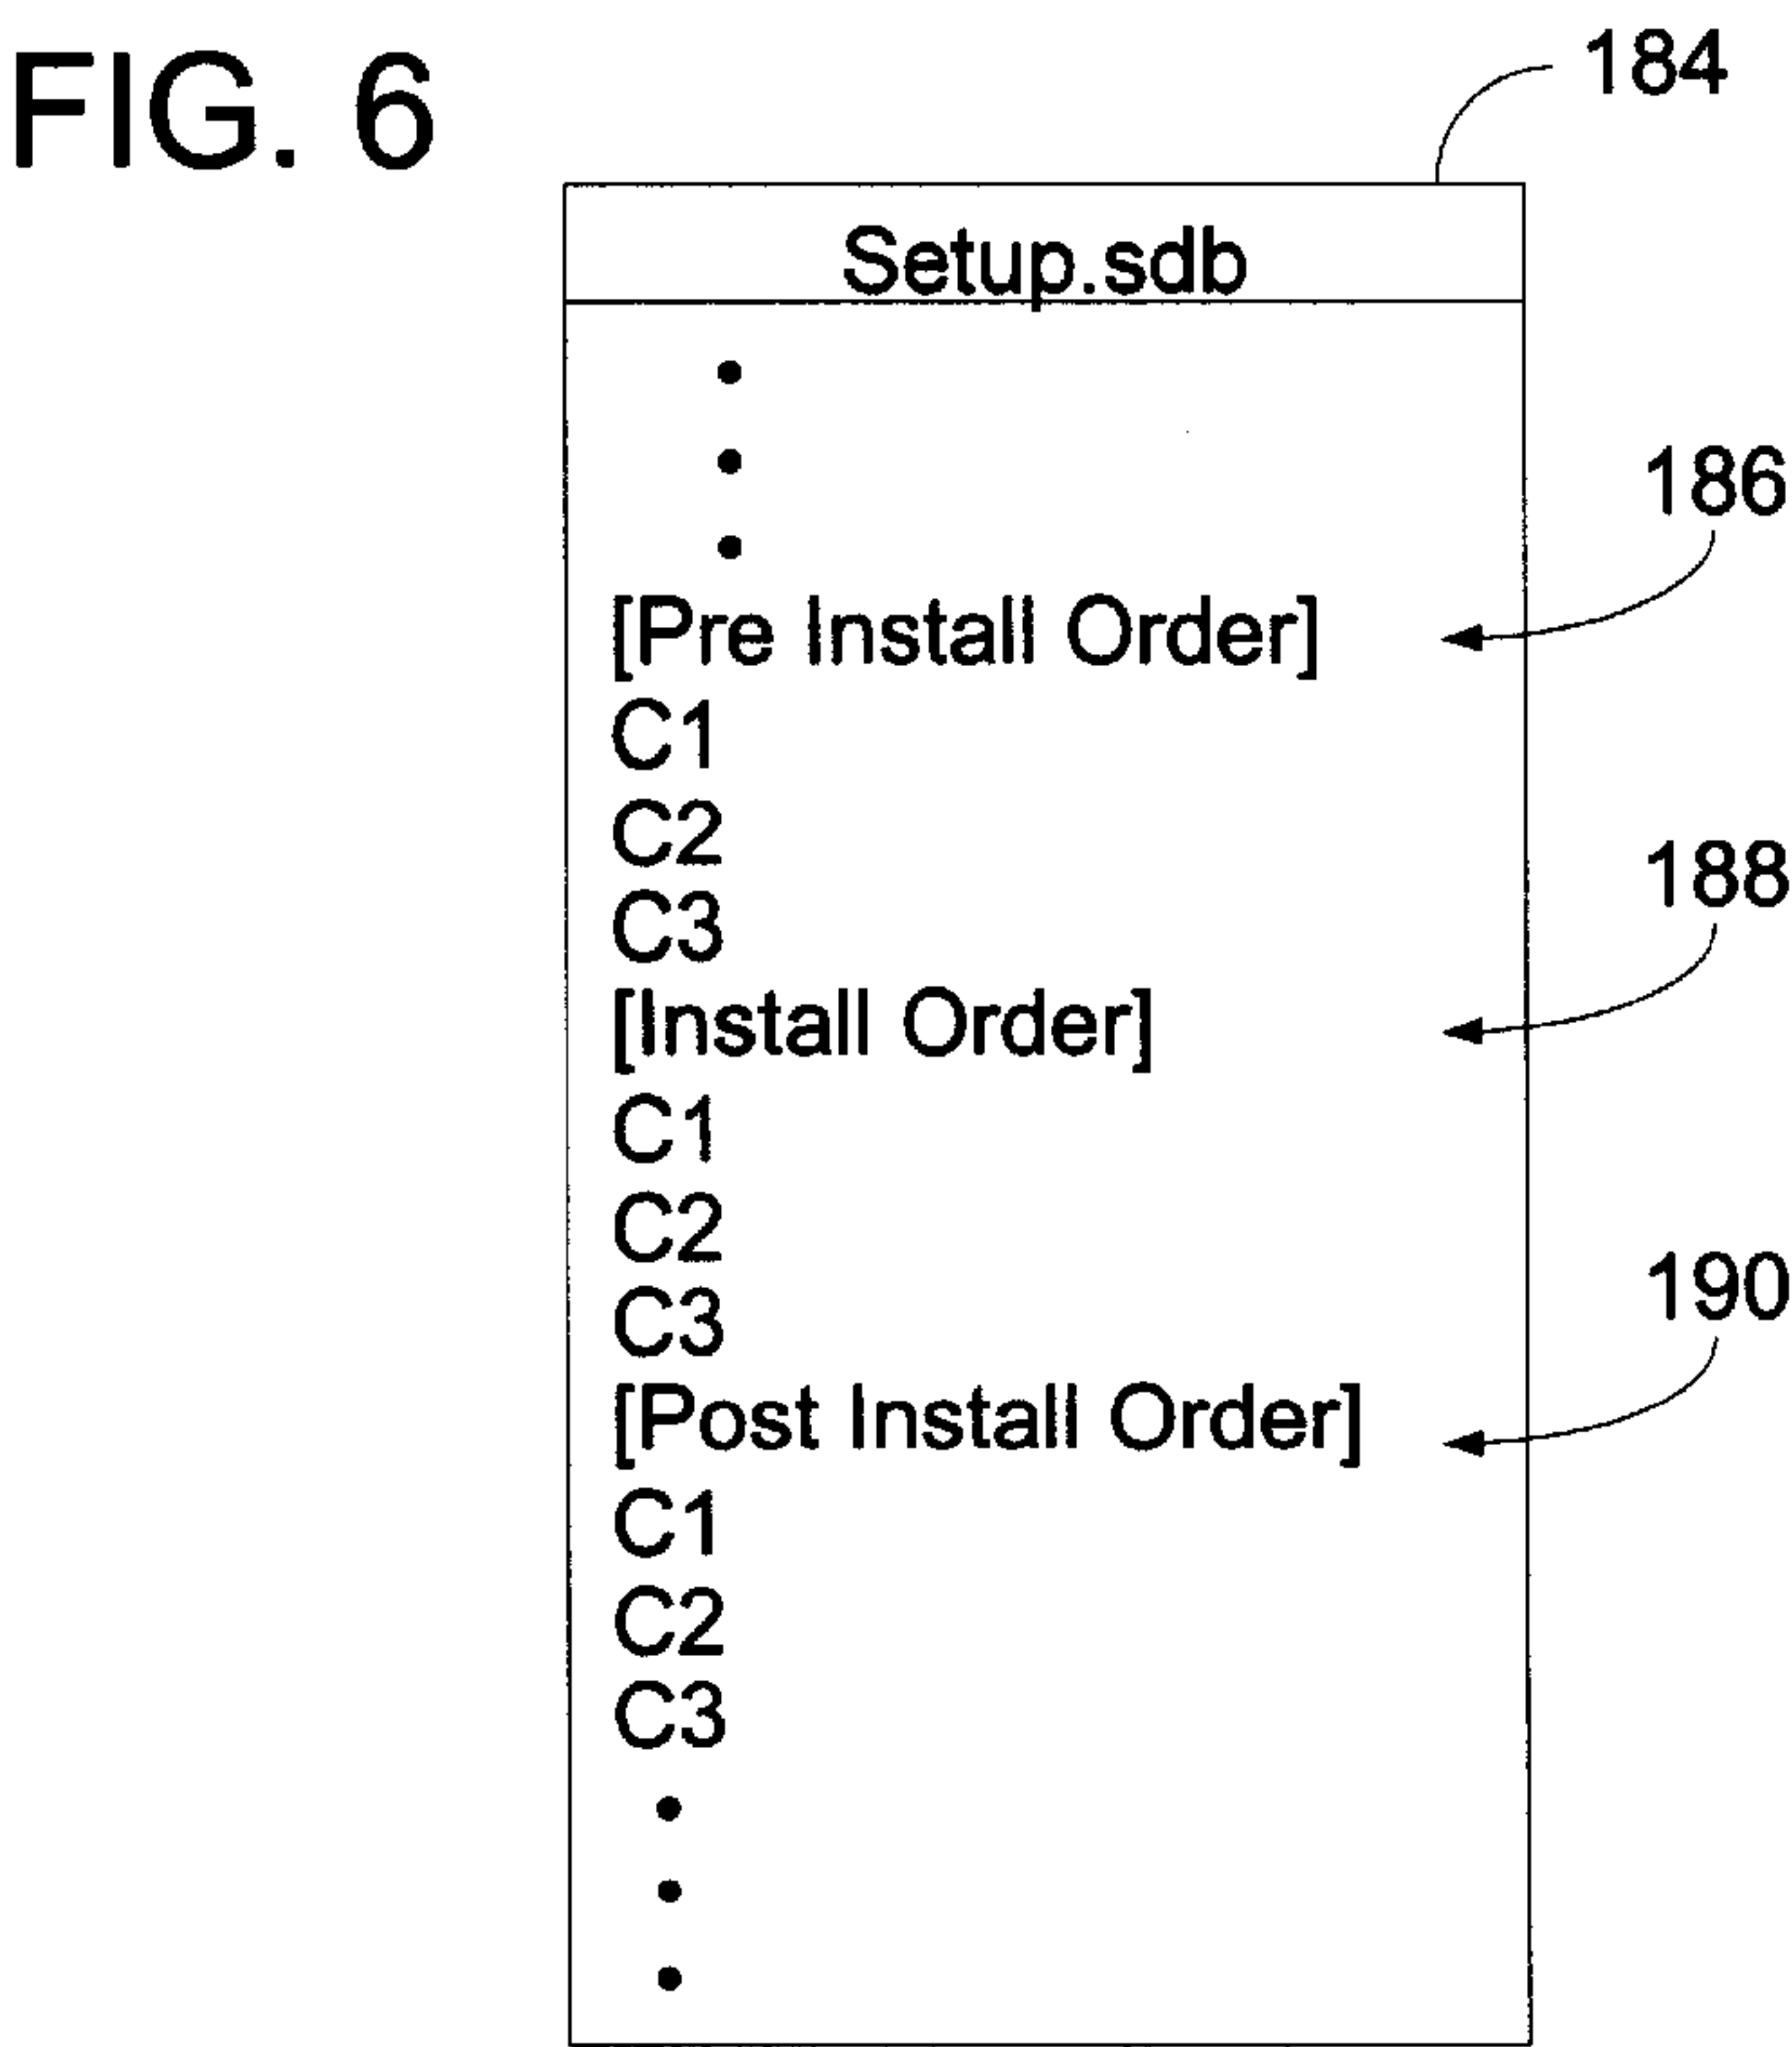 FIG. 6
184
Setup.sdb
186
[Pre Install Order]
C1
C2
C3
188
[Install Order]
C1
C2
C3
190
[Post Install Order]
C1
C2
C3